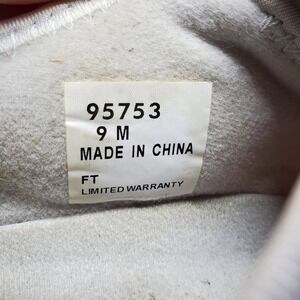 95753
9 M
MADE IN CHINA
FT
LIMITED WARRANTY